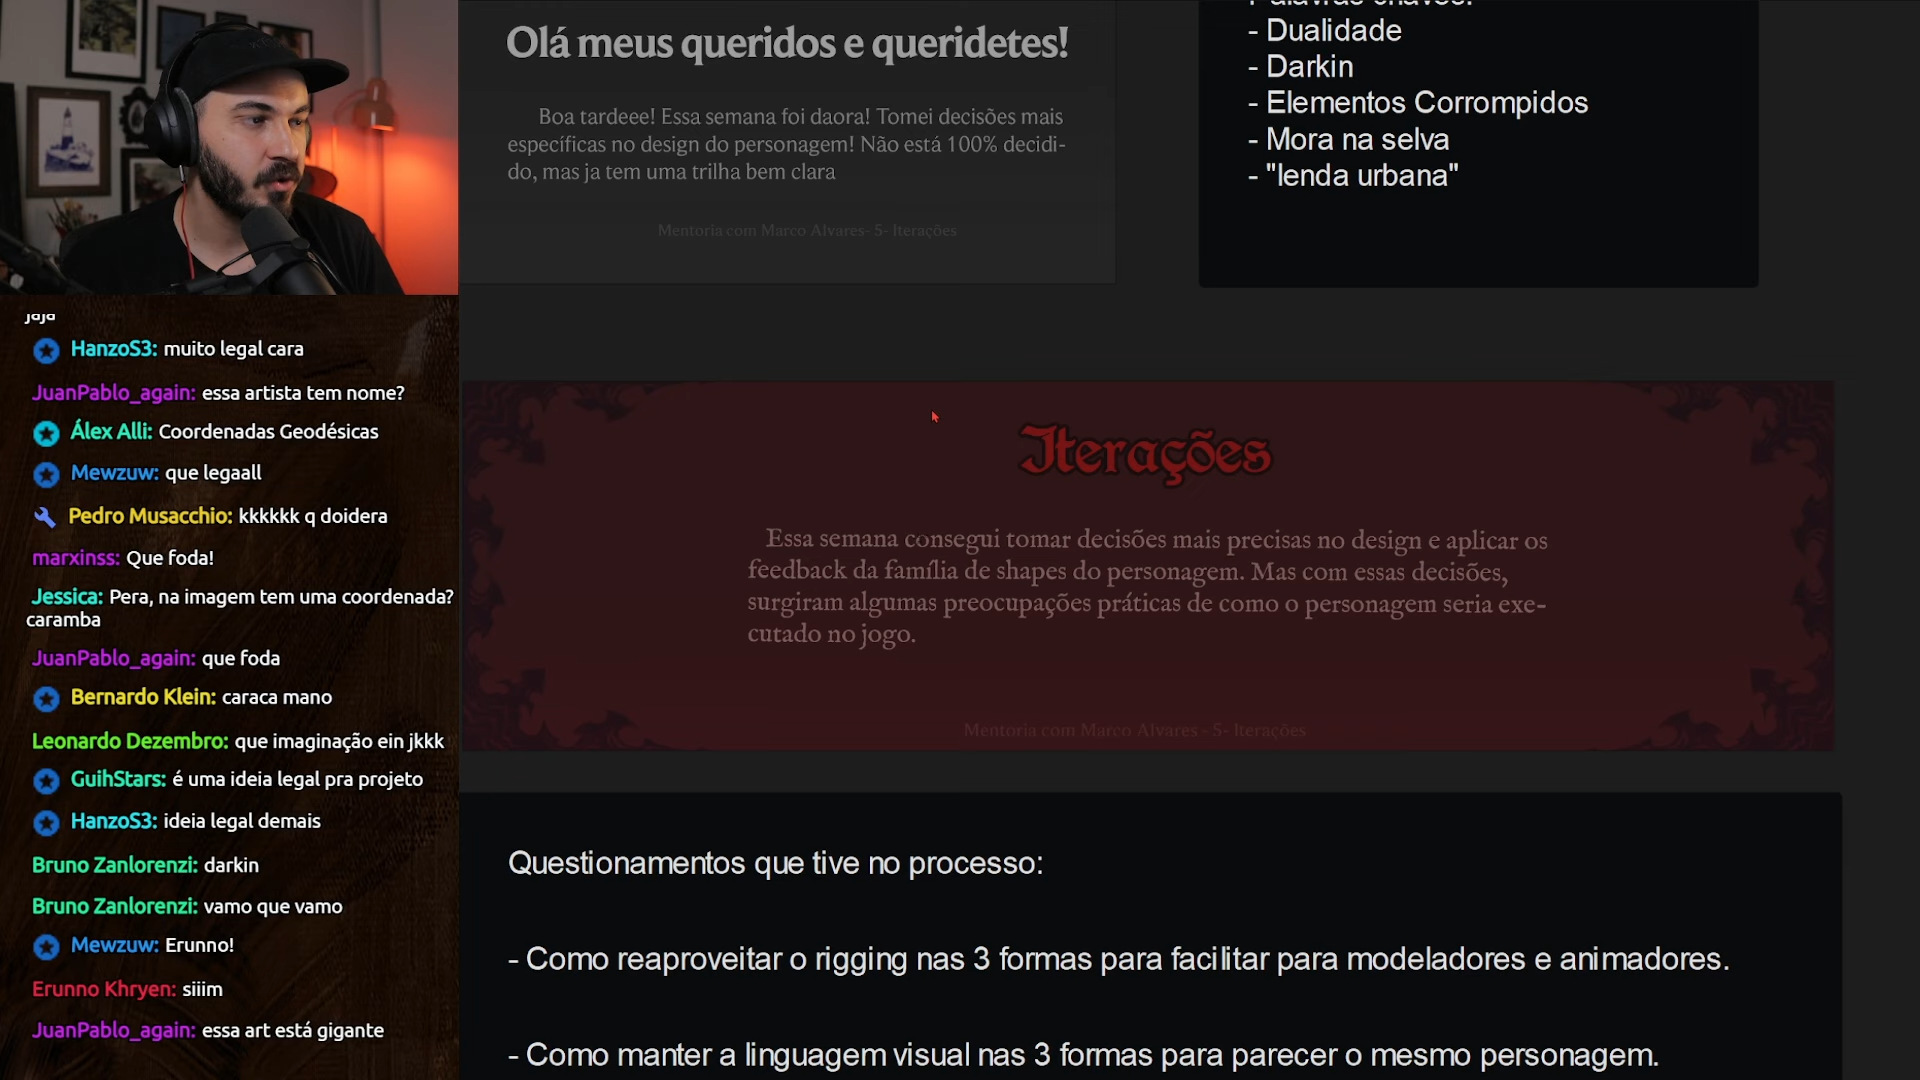 jaja
HanzoS3: muito legal cara
JuanPablo_again: essa artista tem nome?
Álex Alli: Coordenadas Geodésicas
Mewzuw: que legaall
Pedro Musacchio: kkkkkk q doidera
marxinss: Que foda!
Jessica: Pera, na imagem tem uma coordenada?
caramba
JuanPablo_again: que foda
Bernardo Klein: caraca mano
Leonardo Dezembro: que imaginação ein jkkk
GuihStars: é uma ideia legal pra projeto
HanzoS3: ideia legal demais
Bruno Zanlorenzi: darkin
Bruno Zanlorenzi: vamo que vamo
Mewzuw: Erunno!
Erunno Khryen: siiim
JuanPablo_again: essa art está gigante
Olá meus queridos e queridetes!
Boa tardeee! Essa semana foi daora! Tomei decisões mais
específicas no design do personagem! Não está 100% decidi-
do, mas ja tem uma trilha bem clara
Mentoria com Marco Alvares- 5- Iterações
Palavras chaves:
- Dualidade
- Darkin
- Elementos Corrompidos
- Mora na selva
- "lenda urbana"
Iterações
Essa semana consegui tomar decisões mais precisas no design e aplicar os
feedback da família de shapes do personagem. Mas com essas decisões,
surgiram algumas preocupações práticas de como o personagem seria exe-
cutado no jogo.
Mentoria com Marco Alvares - 5- Iterações
Questionamentos que tive no processo:
- Como reaproveitar o rigging nas 3 formas para facilitar para modeladores e animadores.
- Como manter a linguagem visual nas 3 formas para parecer o mesmo personagem.